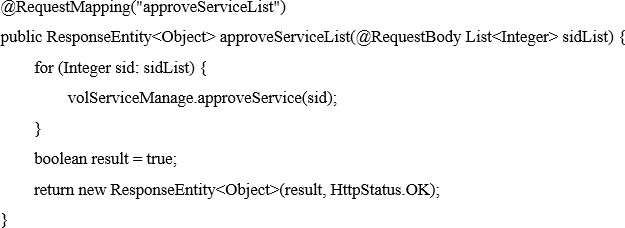 @RequestMapping("approveServiceList")
public ResponseEntity<Object> approveServiceList(@RequestBody List<Integer> sidList) {
for (Integer sid: sidList) {
volServiceManage.approveService(sid);
}
boolean result = true;
return new ResponseEntity<Object>(result, HttpStatus.OK);
}